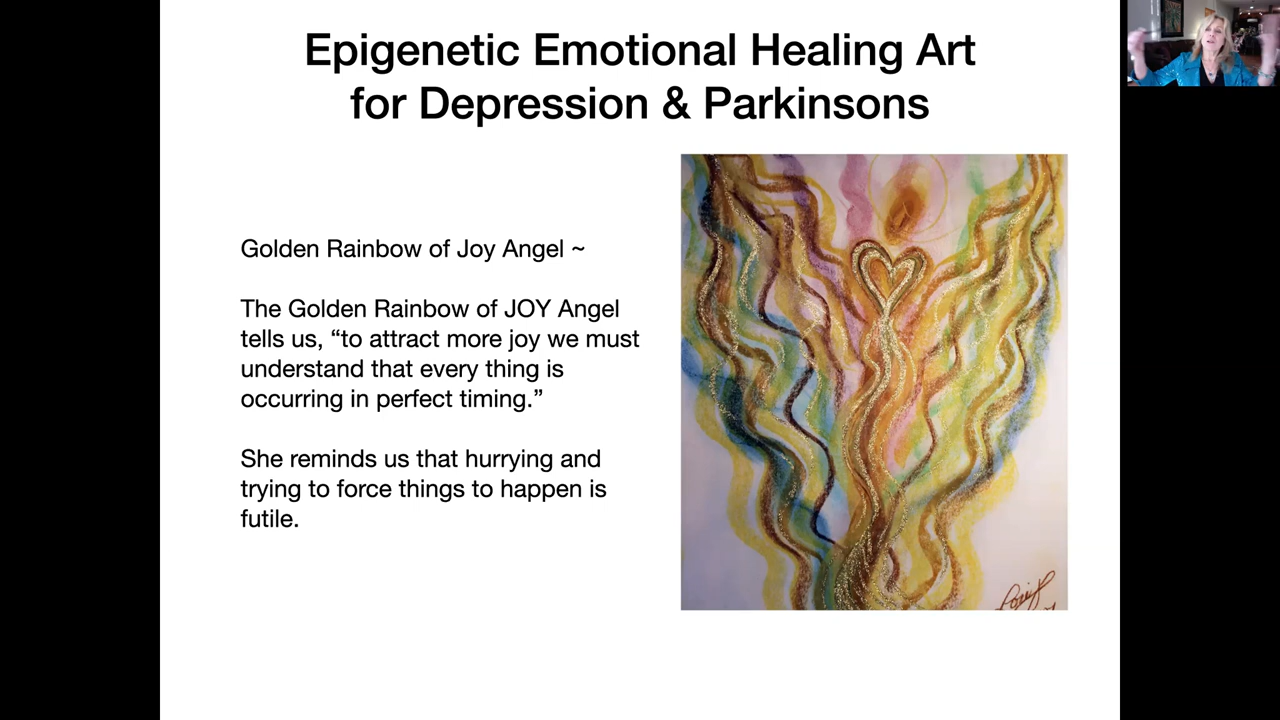 Epigenetic Emotional Healing Art
for Depression & Parkinsons
Golden Rainbow of Joy Angel ~
The Golden Rainbow of JOY Angel
tells us, “to attract more joy we must
understand that every thing is
occurring in perfect timing.”
She reminds us that hurrying and
trying to force things to happen is
futile.